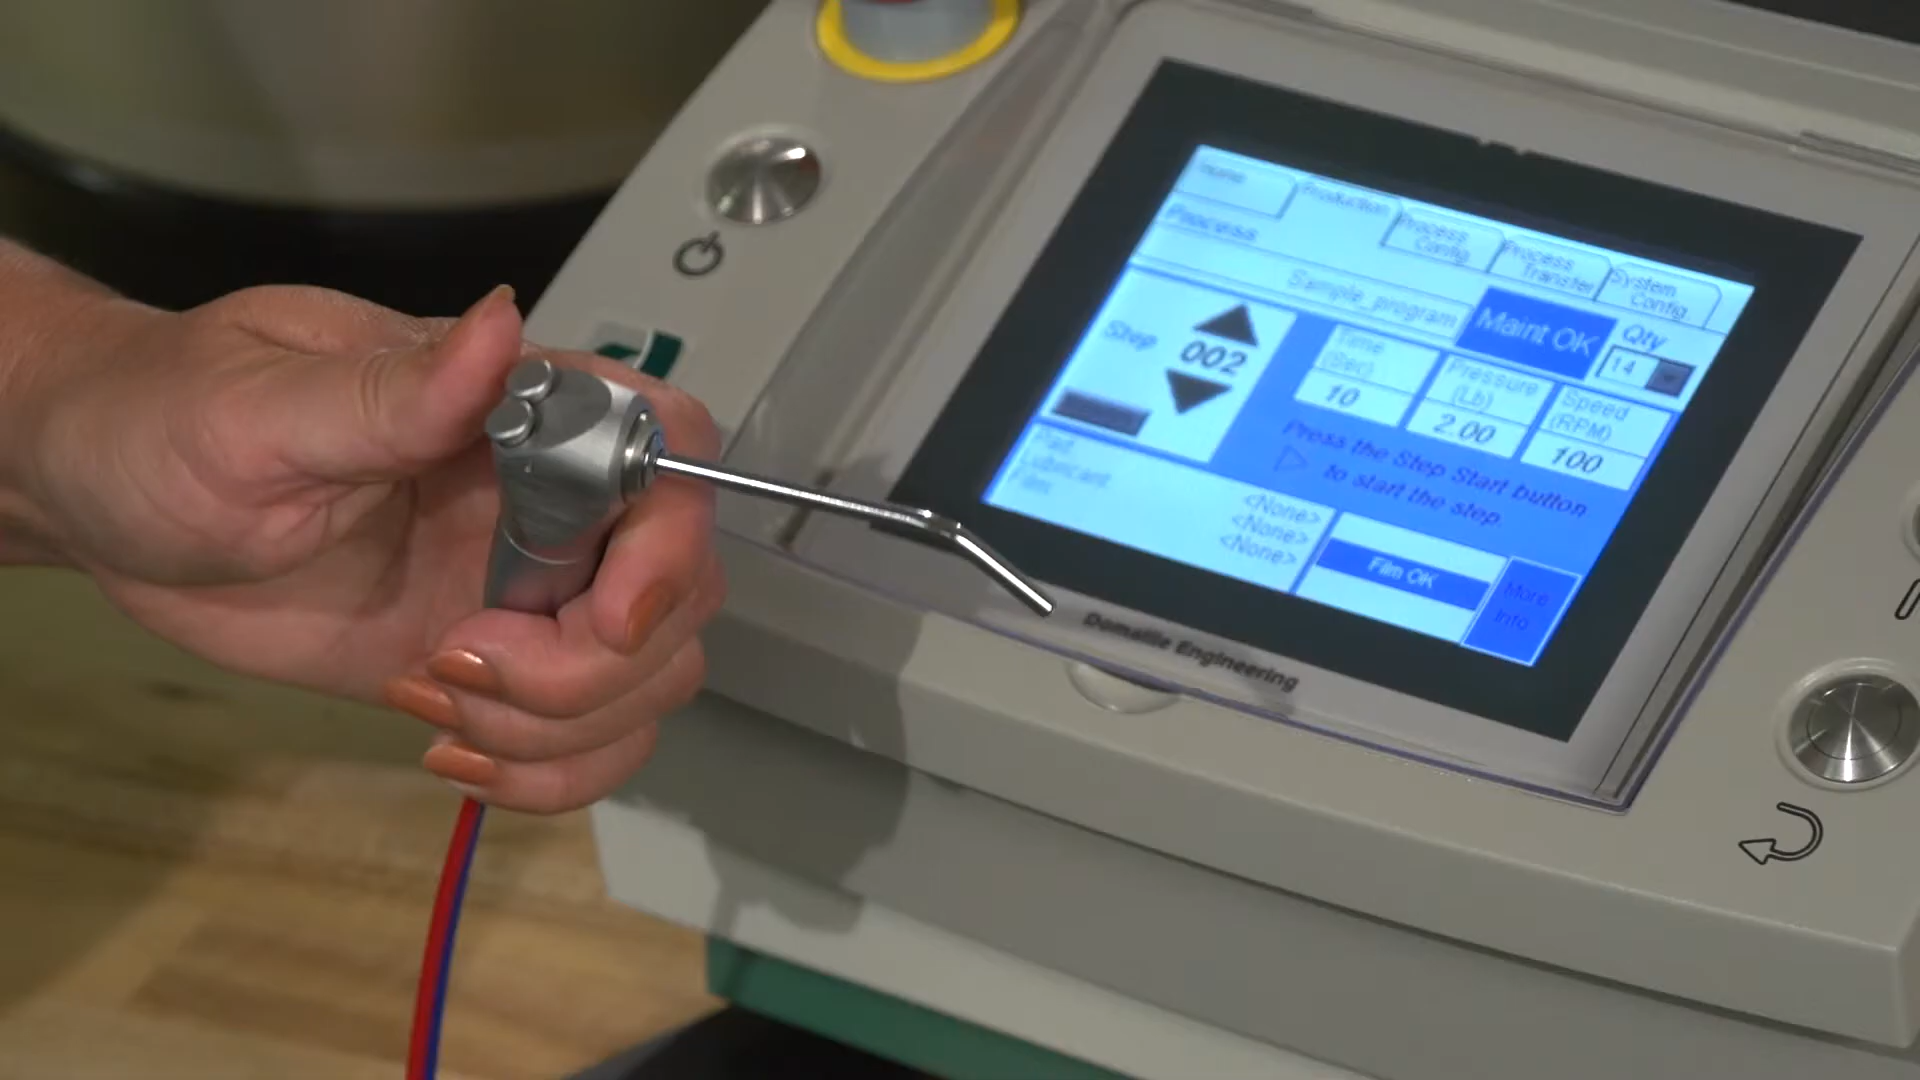 Home
Production
Process
Config
Process
Transfer
System
Config
Process
Sample_program
Maint OK
Qty
14
Step
002
Time
(Sec)
10
Pressure
(Lb)
2.00
Speed
(RPM)
100
Press the Step Start button
to start the step.
Pad
Lubricant
Film
<None>
<None>
<None>
Film OK
More
Info
Domaille Engineering